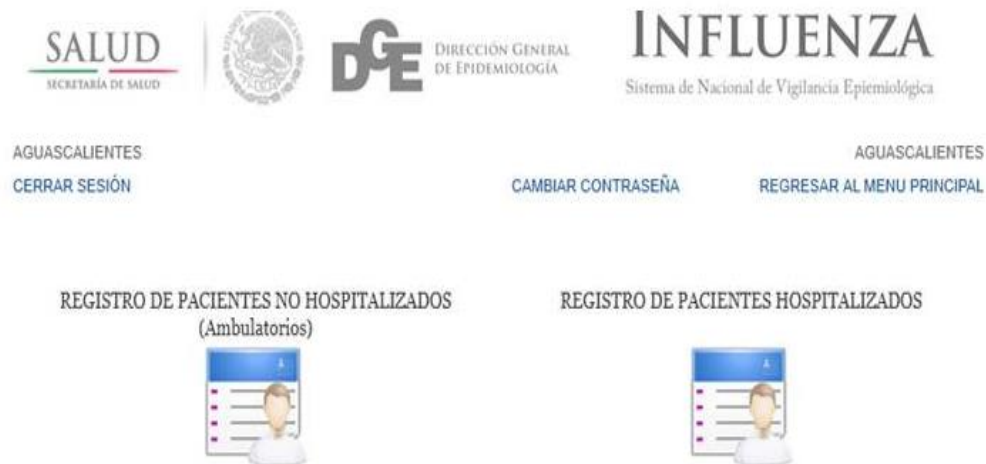 SALUD
SECRETARÍA DE SALUD
DGE
DIRECCIÓN GENERAL
DE EPIDEMIOLOGÍA
INFLUENZA
Sistema de Nacional de Vigilancia Epiemiológica
AGUASCALIENTES
AGUASCALIENTES
CERRAR SESIÓN
CAMBIAR CONTRASEÑA
REGRESAR AL MENU PRINCIPAL
REGISTRO DE PACIENTES NO HOSPITALIZADOS
(Ambulatorios)
REGISTRO DE PACIENTES HOSPITALIZADOS
A
A